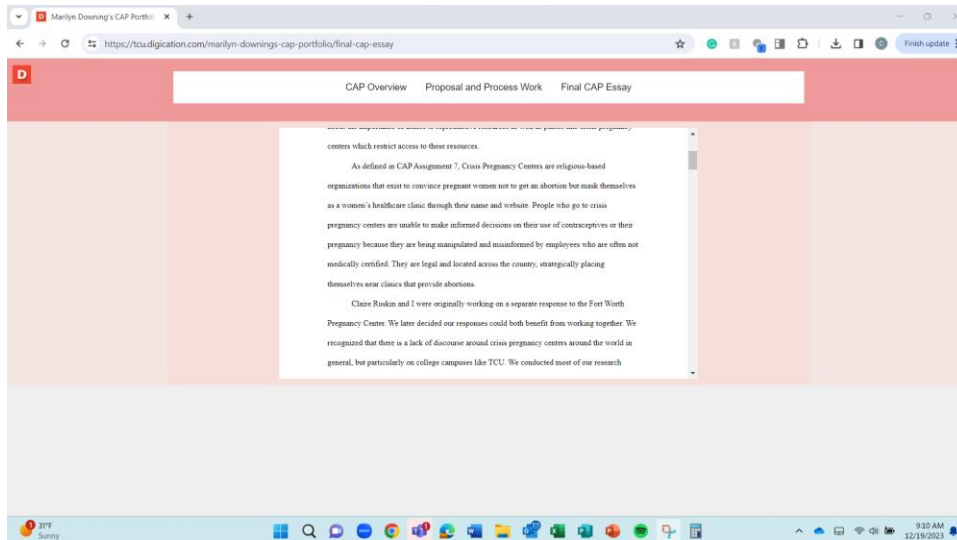 Marilyn Downing's CAP Portfoli
https://tcu.digication.com/marilyn-downings-cap-portfolio/final-cap-essay
Finish update
D
CAP Overview Proposal and Process Work Final CAP Essay
centers which restrict access to these resources.
As defined in CAP Assignment 7, Crisis Pregnancy Centers are religious-based
organizations that exist to convince pregnant women not to get an abortion but mask themselves
as a women's healthcare clinic through their name and website. People who go to crisis
pregnancy centers are unable to make informed decisions on their use of contraceptives or their
pregnancy because they are being manipulated and misinformed by employees who are often not
medically certified. They are legal and located across the country, strategically placing
themselves near clinics that provide abortions.
Claire Ruskin and I were originally working on a separate response to the Fort Worth
Pregnancy Center. We later decided our responses could both benefit from working together. We
recognized that there is a lack of discourse around crisis pregnancy centers around the world in
general, but particularly on college campuses like TCU. We conducted most of our research
31°F
Sunny
9:10 AM
12/19/2023